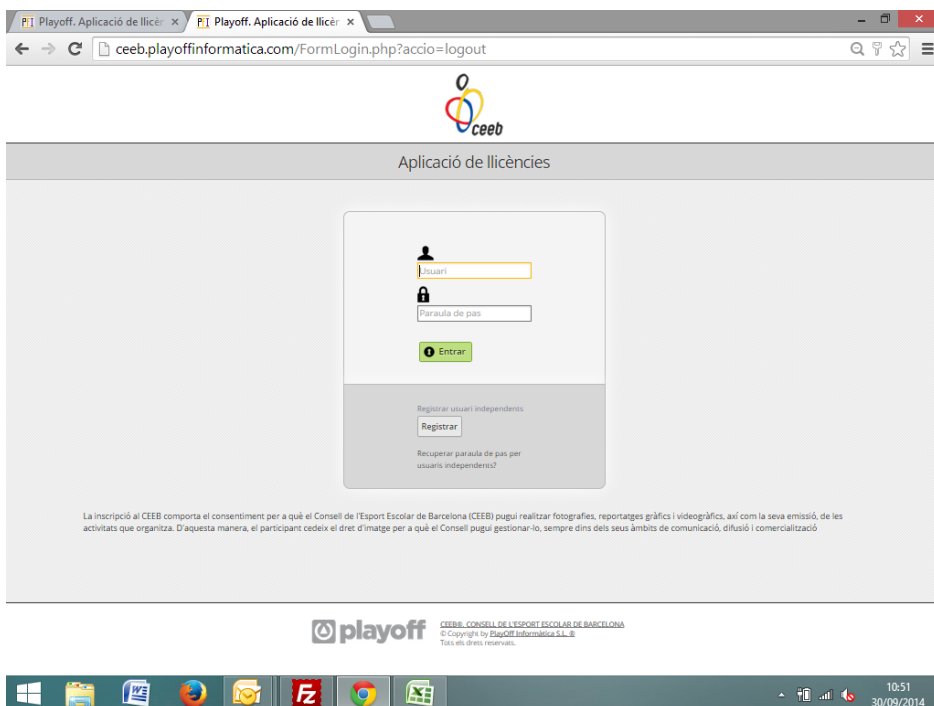 Playoff. Aplicació de llicèr
Playoff. Aplicació de llicèr
ceeb.playoffinformatica.com/FormLogin.php?accio=logout
ceeb
Aplicació de llicències
Usuari
Paraula de pas
Entrar
Registrar usuari independents
Registrar
Recuperar paraula de pas per
usuaris independents?
La inscripció al CEEB comporta el consentiment per a què el Consell de l'Esport Escolar de Barcelona (CEEB) pugui realitzar fotografies, reportatges gràfics i videogràfics, axí com la seva emissió, de les
activitats que organitza. D'aquesta manera, el participant cedeix el dret d'imatge per a què el Consell pugui gestionar-lo, sempre dins dels seus àmbits de comunicació, difusió i comercialització
playoff
CEEB®, CONSELL DE L'ESPORT ESCOLAR DE BARCELONA
© Copyright by PlayOff Informàtica S.L. ®
Tots els drets reservats.
10:51
30/09/2014